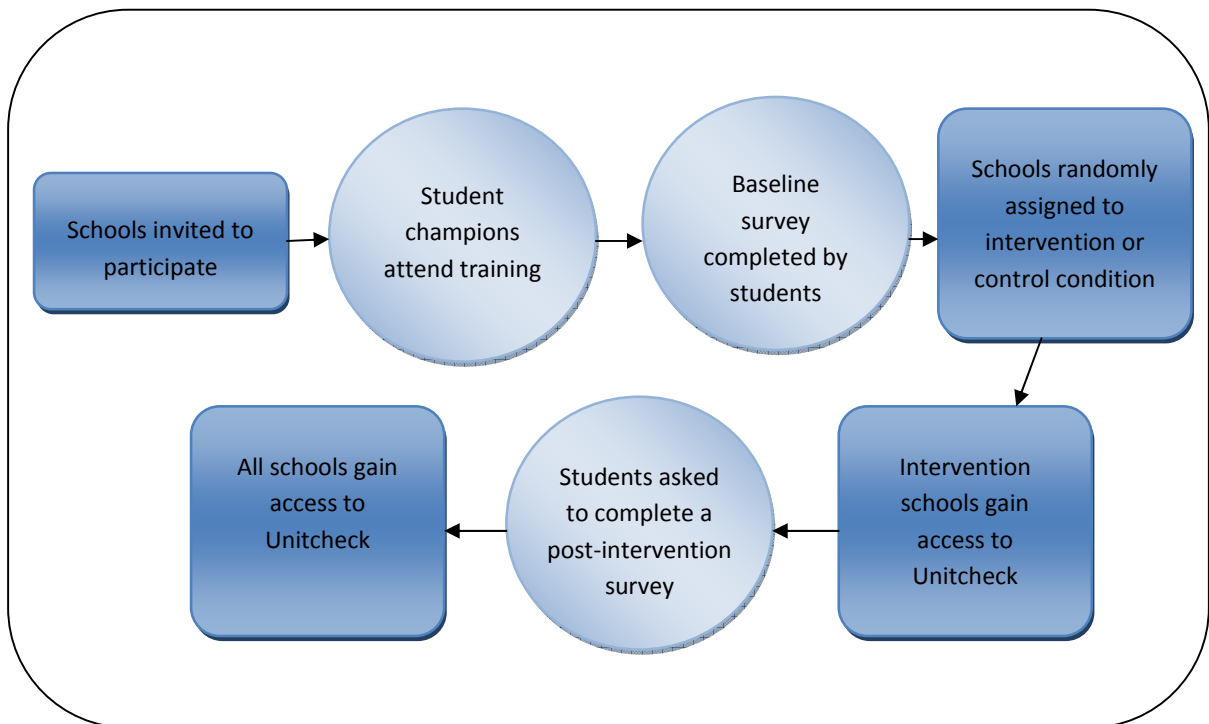 Schools invited to
participate
Student
champions
attend training
Baseline
survey
completed by
students
Schools randomly
assigned to
intervention or
control condition
Intervention
schools gain
access to
Unitcheck
Students asked
to complete a
post-intervention
survey
All schools gain
access to
Unitcheck